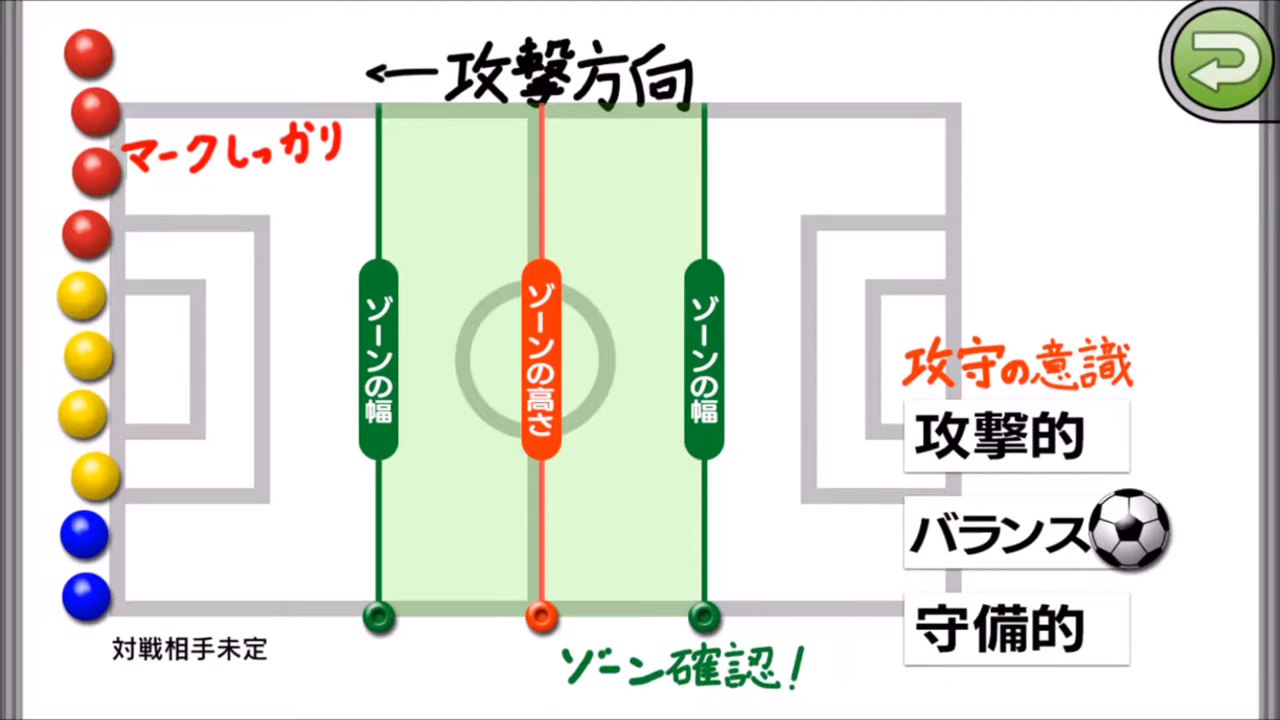 ←攻撃方向
マークしっかり
ゾーンの幅
ゾーンの高さ
ゾーンの幅
攻守の意識
攻撃的
バランス
守備的
対戦相手未定
ゾーン確認!